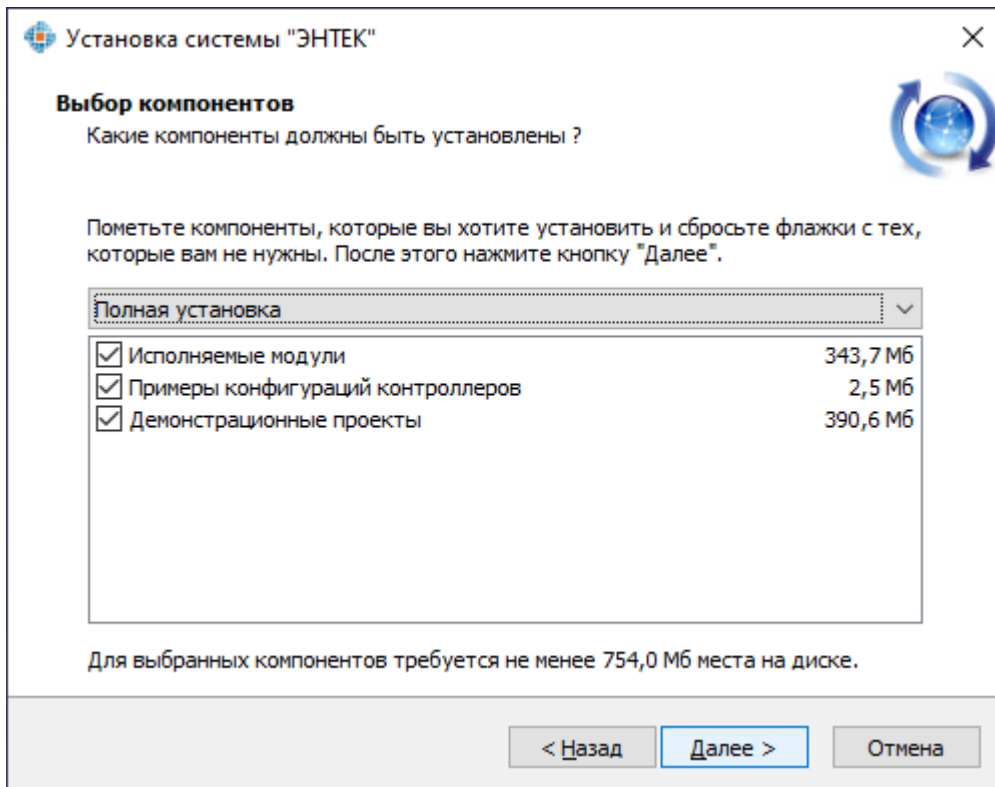 Установка системы "ЭНТЕК"
Выбор компонентов
Какие компоненты должны быть установлены ?
Пометьте компоненты, которые вы хотите установить и сбросьте флажки с тех,
которые вам не нужны. После этого нажмите кнопку "Далее".
Полная установка
Исполняемые модули 343,7 Мб
Примеры конфигураций контроллеров 2,5 Мб
Демонстрационные проекты 390,6 Мб
Для выбранных компонентов требуется не менее 754,0 Мб места на диске.
< Назад Далее > Отмена